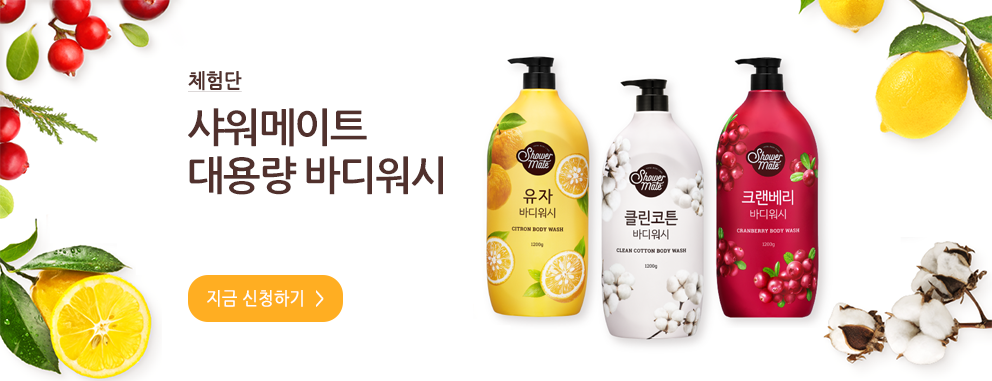 체험단
샤워메이트
대용량 바디워시
지금 신청하기 >
Shower
Mate
유자
바디워시
CITRON BODY WASH
1200g
Shower
Mate
클린코튼
바디워시
CLEAN COTTON BODY WASH
1200g
Shower
Mate
크랜베리
바디워시
CRANBERRY BODY WASH
1200g